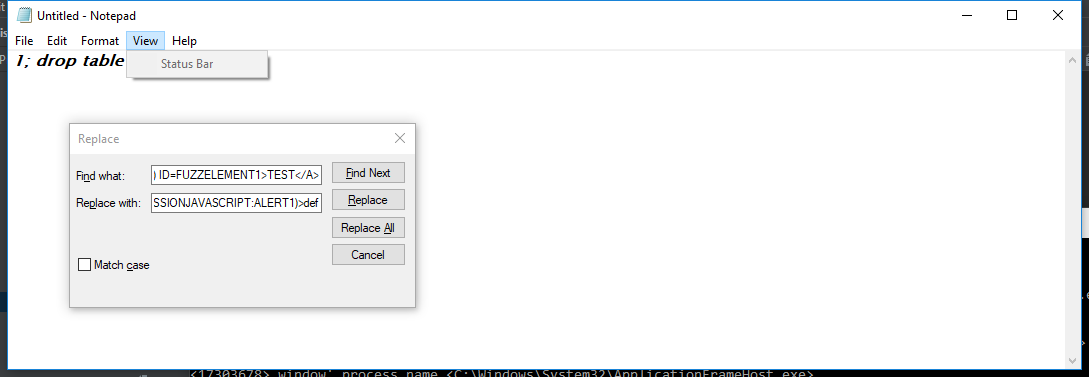 Untitled - Notepad
File Edit Format View Help
1; drop table
Status Bar
Replace
Find what: ) ID=FUZZELEMENT1>TEST</A> Find Next
Replace with: SSIONJAVASCRIPT:ALERT1)>def Replace
Replace All
Cancel
Match case
<17303678> window' process name <C:\Windows\System32\ApplicationFrameHost.exe>